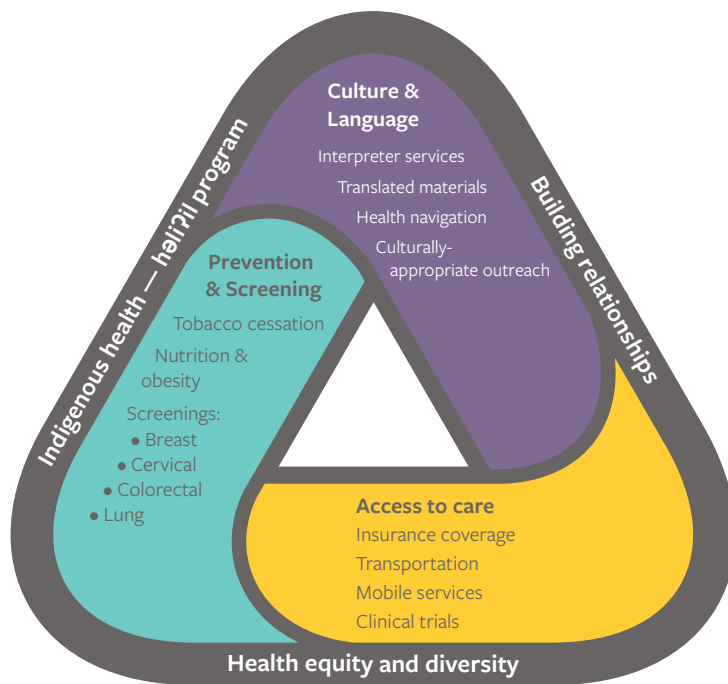 Culture &
Language
Interpreter services
Translated materials
Health navigation
Culturally-
appropriate outreach
Prevention
& Screening
Tobacco cessation
Nutrition &
obesity
Screenings:
• Breast
• Cervical
• Colorectal
• Lung
Access to care
Insurance coverage
Transportation
Mobile services
Clinical trials
Indigenous health — həliʔil program
Building relationships
Health equity and diversity